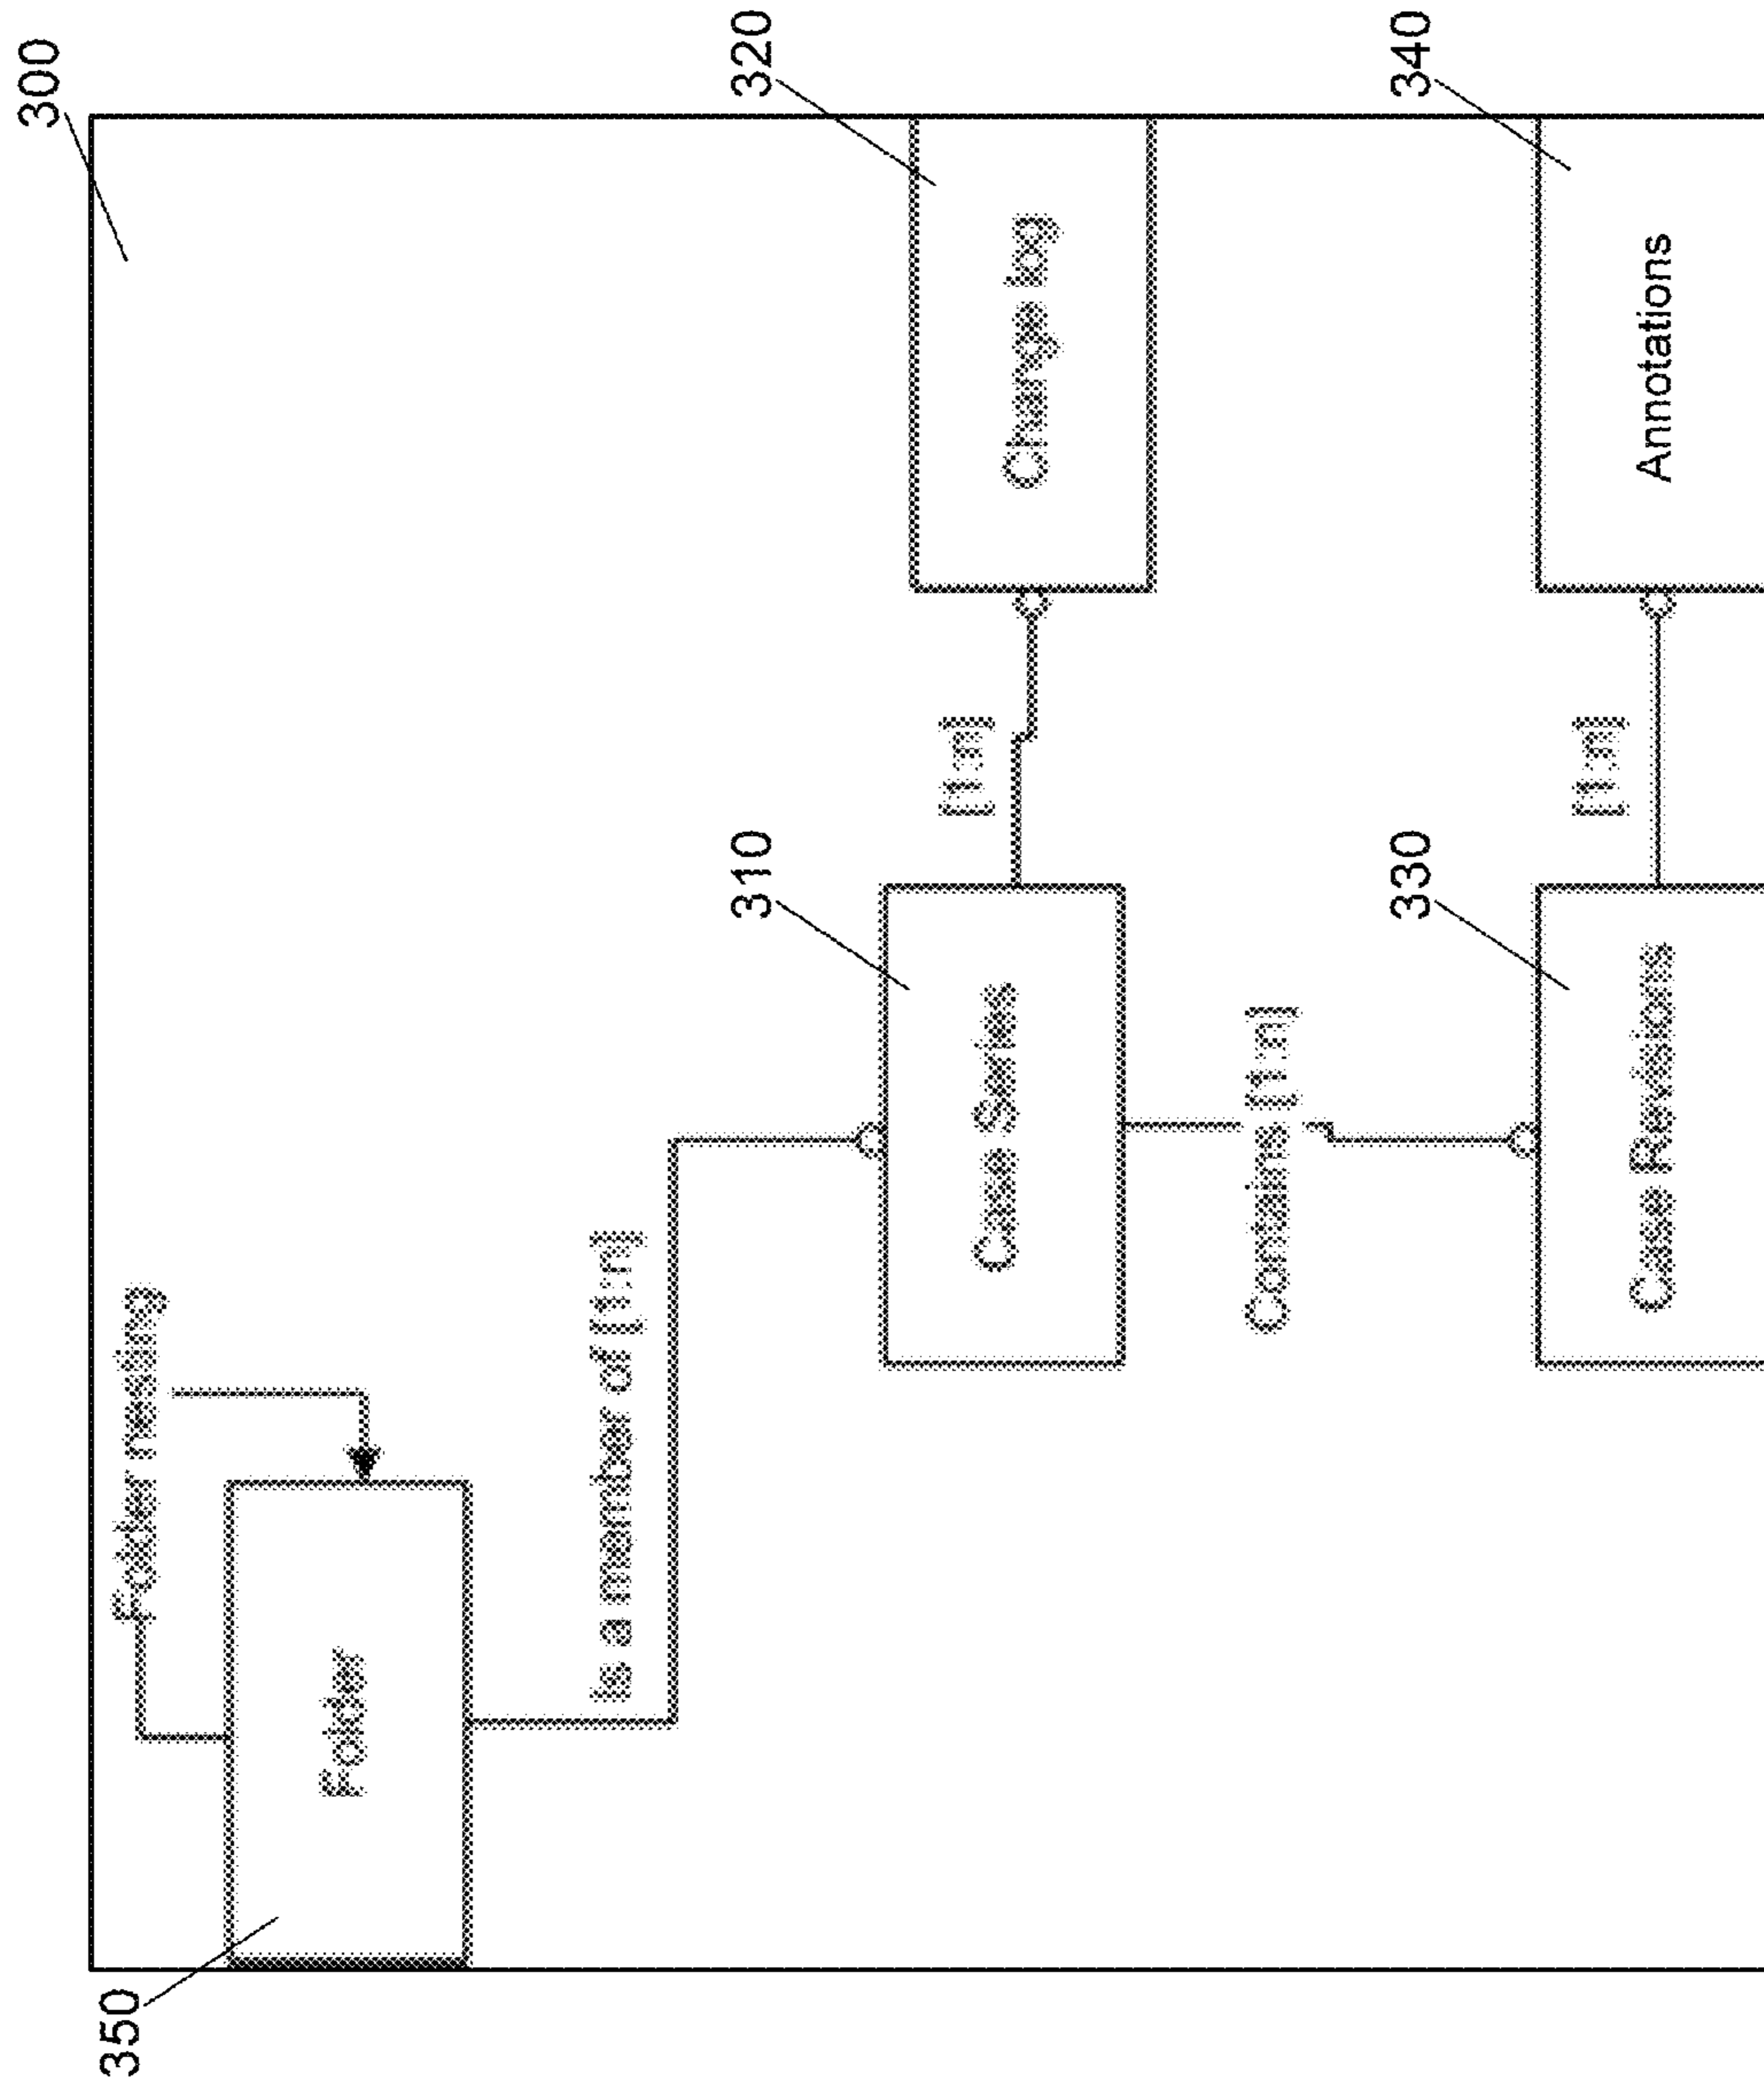 300
350
Folder nesting
Folder
Is a member of [1:n]
310
320
[1:n]
Case Series
Change log
Contains [1:n]
330
340
[1:n]
Case Revisions
Annotations